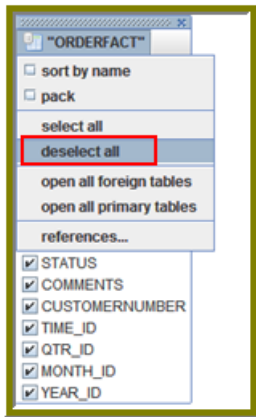 "ORDERFACT"
sort by name
pack
select all
deselect all
open all foreign tables
open all primary tables
references...
STATUS
COMMENTS
CUSTOMERNUMBER
TIME_ID
QTR_ID
MONTH_ID
YEAR_ID